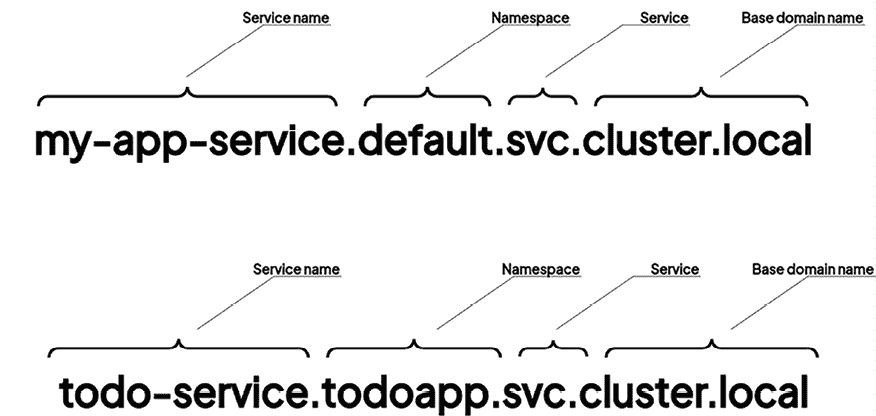 Service name Namespace Service Base domain name
my-app-service.default.svc.cluster.local
Service name Namespace Service Base domain name
todo-service.todoapp.svc.cluster.local